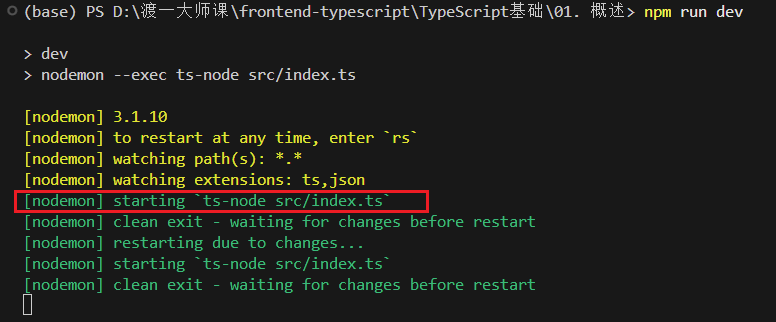 (base) PS D:\渡一大师课\frontend-typescript\TypeScript基础\01. 概述> npm run dev
> dev
> nodemon --exec ts-node src/index.ts
[nodemon] 3.1.10
[nodemon] to restart at any time, enter `rs`
[nodemon] watching path(s): *.*
[nodemon] watching extensions: ts,json
[nodemon] starting `ts-node src/index.ts`
[nodemon] clean exit - waiting for changes before restart
[nodemon] restarting due to changes...
[nodemon] starting `ts-node src/index.ts`
[nodemon] clean exit - waiting for changes before restart